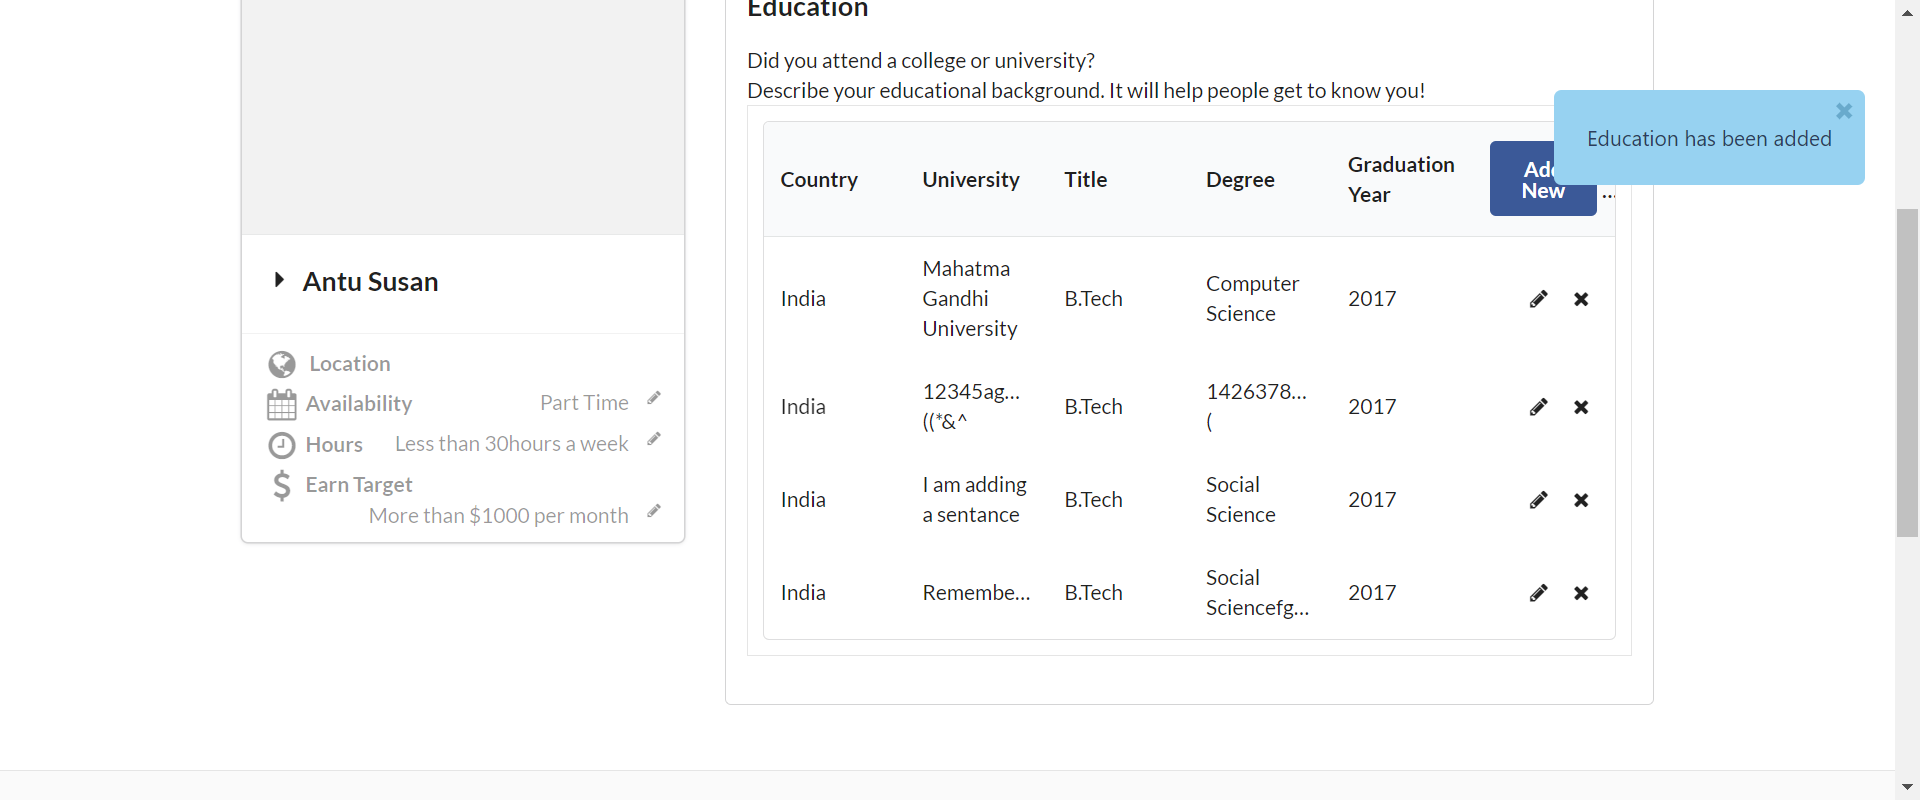 Antu Susan
Location
Availability Part Time
Hours Less than 30hours a week
Earn Target
More than $1000 per month
Education
Did you attend a college or university?
Describe your educational background. It will help people get to know you!
Country University Title Degree Graduation
Year
New ...
India Mahatma
Gandhi
University B.Tech Computer
Science 2017
India 12345ag...
((*&^ B.Tech 1426378...
( 2017
India I am adding
a sentance B.Tech Social
Science 2017
India Remembe... B.Tech Social
Sciencefg... 2017
Education has been added